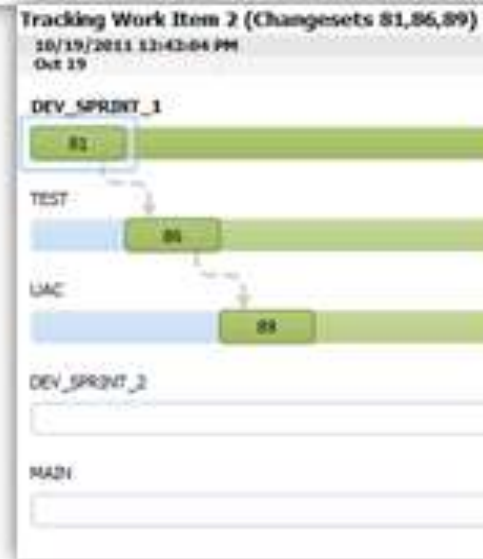 Tracking Work Item 2 (Changesets 81,86,89)
10/19/2011 12:42:04 PM
Oct 19
DEV_SPRINT_1
81
TEST
86
UAC
89
DEV_SPRINT_2
MAIN